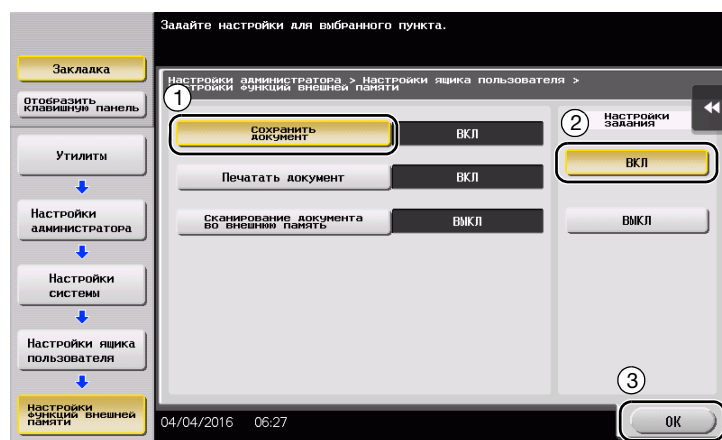 Задайте настройки для выбранного пункта.
Закладка
Отобразить
клавишную панель
Утилиты
Настройки
администратора
Настройки
системы
Настройки ящика
пользователя
Настройки
функций внешней
памяти
Настройки администратора > Настройки ящика пользователя >
Настройки функций внешней памяти
1
Сохранить
документ
ВКЛ
Печатать документ
ВКЛ
Сканирование документа
во внешнюю память
ВЫКЛ
2
Настройки
задания
ВКЛ
ВЫКЛ
3
04/04/2016 06:27
OK